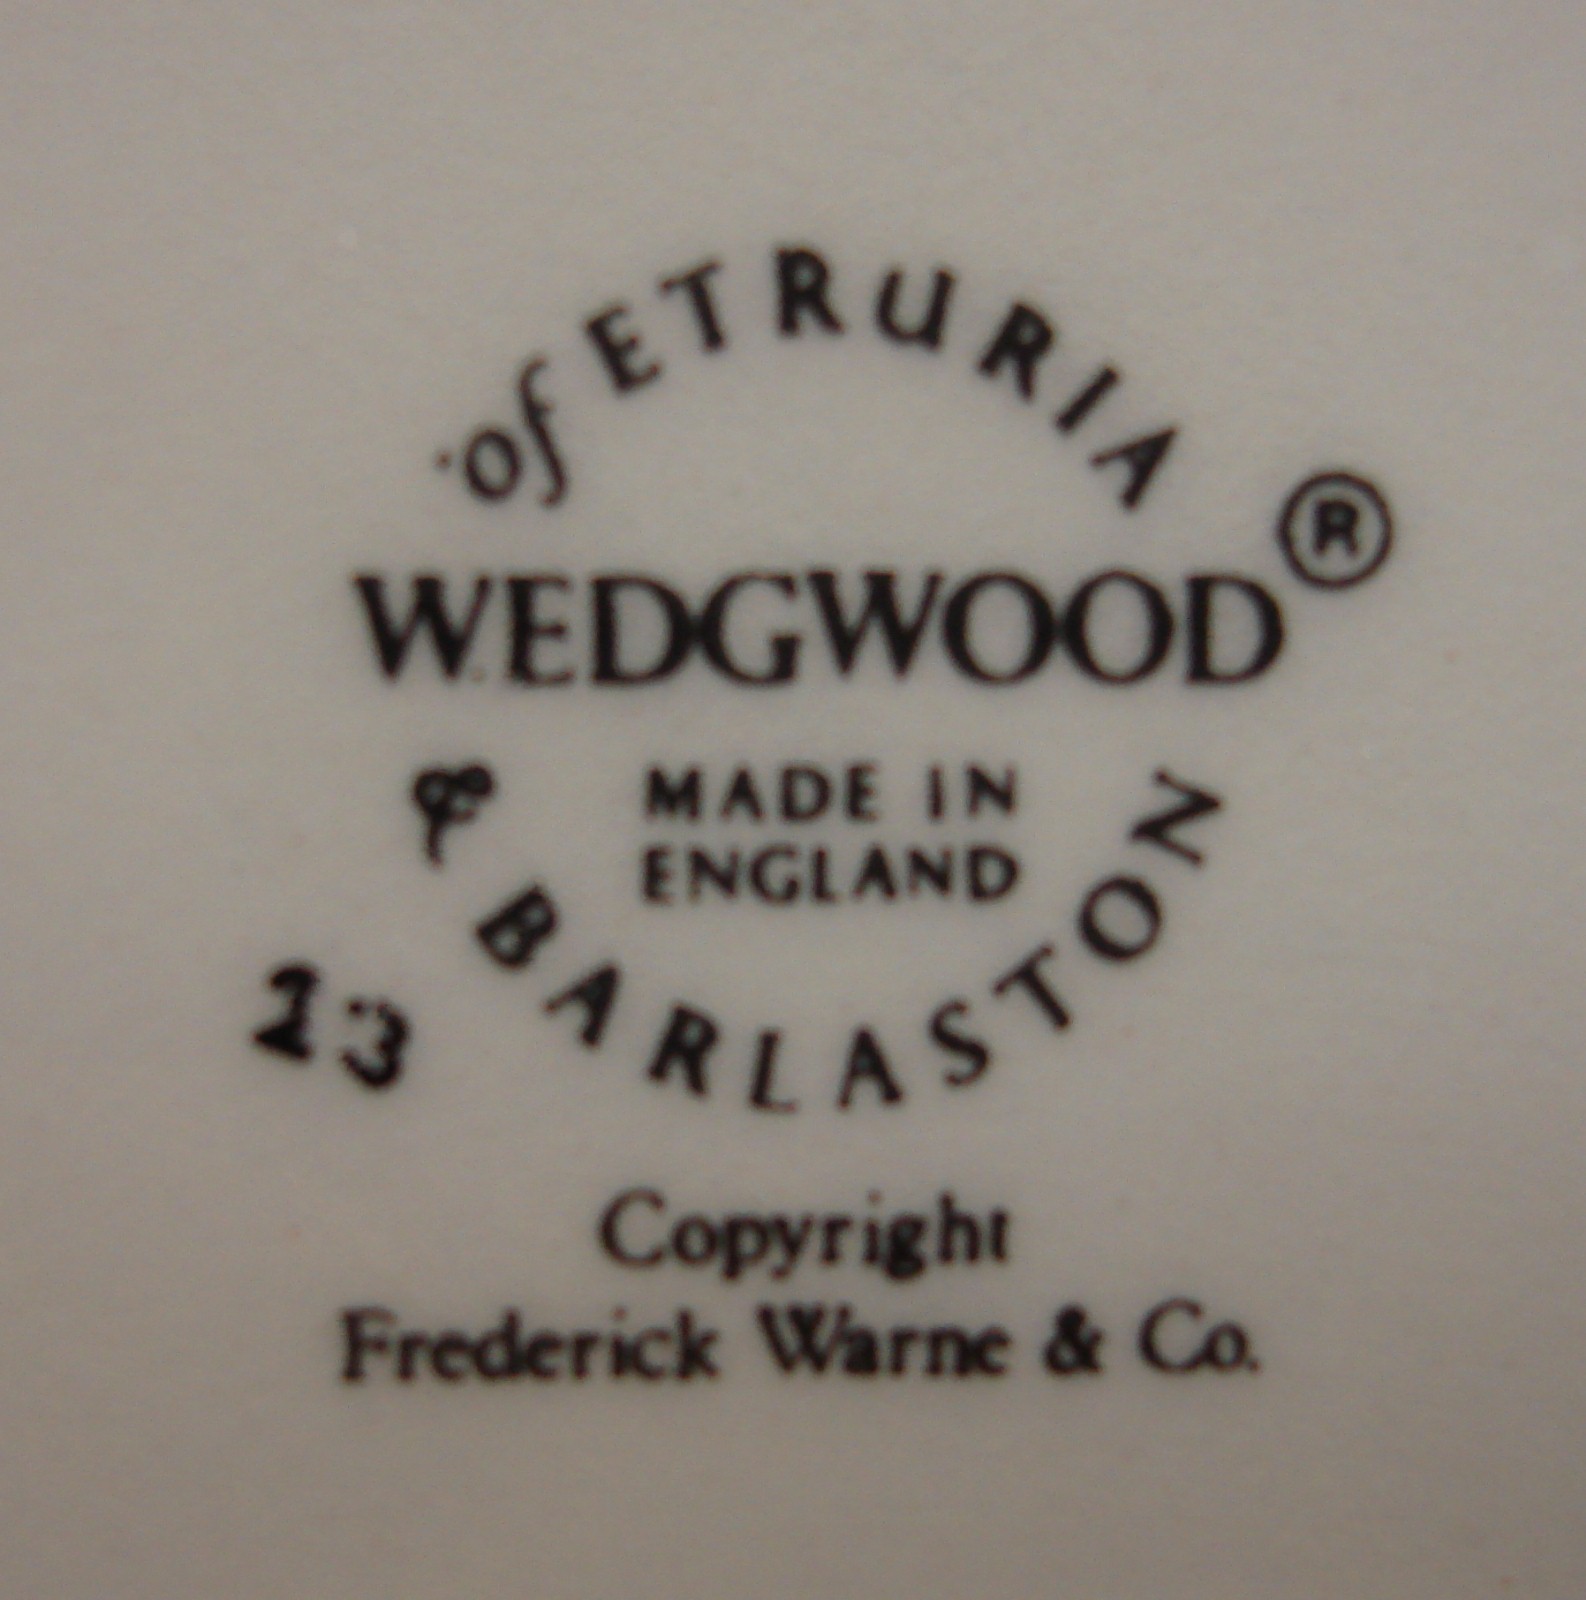 of ETRURIA
WEDGWOOD®
MADE IN
ENGLAND
& BARLASTON
23
Copyright
Frederick Warne & Co.